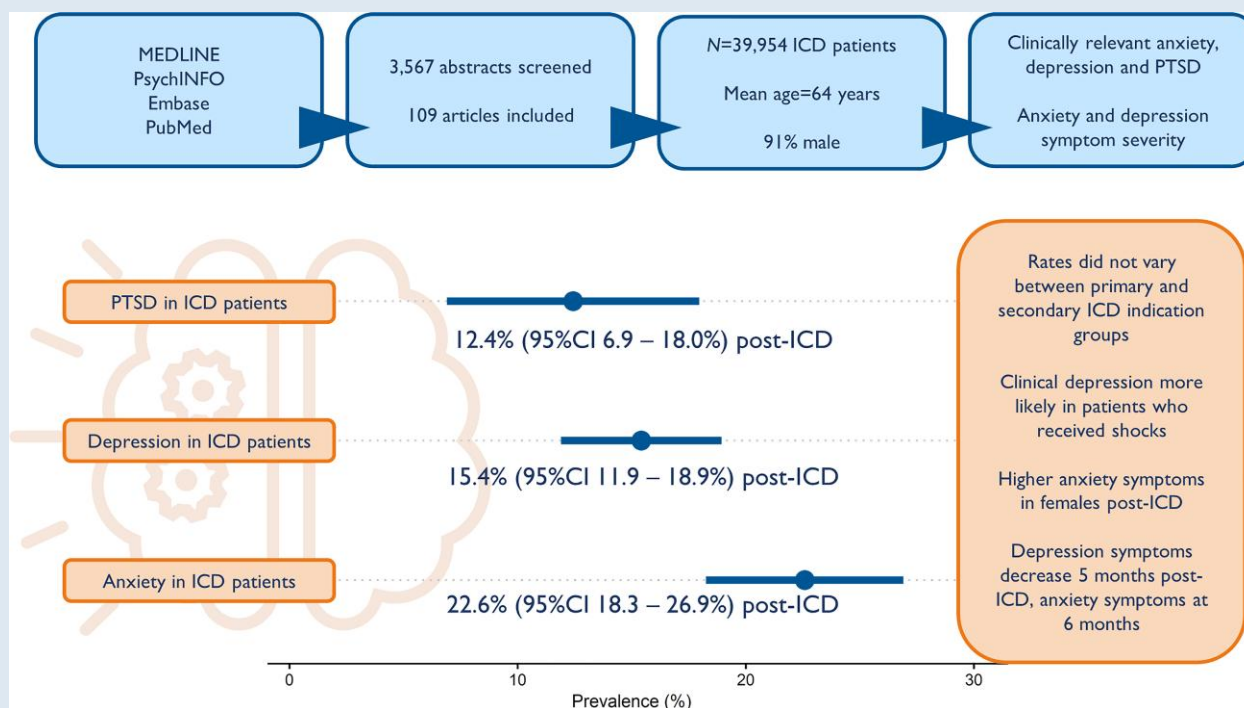 MEDLINE
PsychINFO
Embase
PubMed
3,567 abstracts screened
109 articles included
N=39,954 ICD patients
Mean age=64 years
91% male
Clinically relevant anxiety,
depression and PTSD
Anxiety and depression
symptom severity
PTSD in ICD patients
12.4% (95%CI 6.9 – 18.0%) post-ICD
Depression in ICD patients
15.4% (95%CI 11.9 – 18.9%) post-ICD
Anxiety in ICD patients
22.6% (95%CI 18.3 – 26.9%) post-ICD
Rates did not vary
between primary and
secondary ICD indication
groups
Clinical depression more
likely in patients who
received shocks
Higher anxiety symptoms
in females post-ICD
Depression symptoms
decrease 5 months post-
ICD, anxiety symptoms at
6 months
0 10 20 30
Prevalence (%)